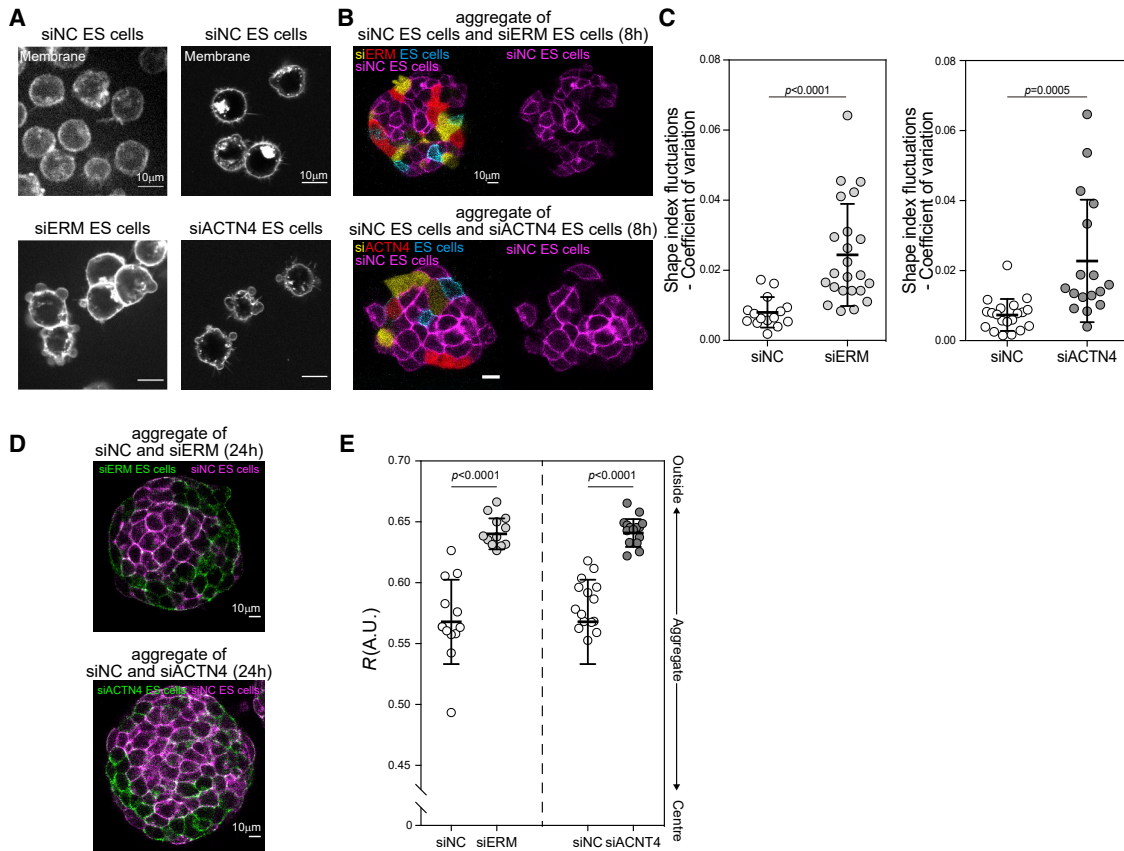 A
siNC ES cells
Membrane
10μm
siNC ES cells
Membrane
10μm
siERM ES cells
siACTN4 ES cells
B
aggregate of
siNC ES cells and siERM ES cells (8h)
siERM ES cells
siNC ES cells
siNC ES cells
10μm
aggregate of
siNC ES cells and siACTN4 ES cells (8h)
siACTN4 ES cells
siNC ES cells
siNC ES cells
C
Shape index fluctuations
- Coefficient of variation
0.08
0.06
0.04
0.02
0.00
p<0.0001
siNC
siERM
Shape index fluctuations
- Coefficient of variation
0.08
0.06
0.04
0.02
0.00
p=0.0005
siNC
siACTN4
D
aggregate of
siNC and siERM (24h)
siERM ES cells
siNC ES cells
10μm
aggregate of
siNC and siACTN4 (24h)
siACTN4 ES cells
siNC ES cells
10μm
E
R(A.U.)
0.70
0.65
0.60
0.55
0.50
0.45
0
p<0.0001
p<0.0001
siNC
siERM
siNC
siACNT4
Outside
Aggregate
Centre